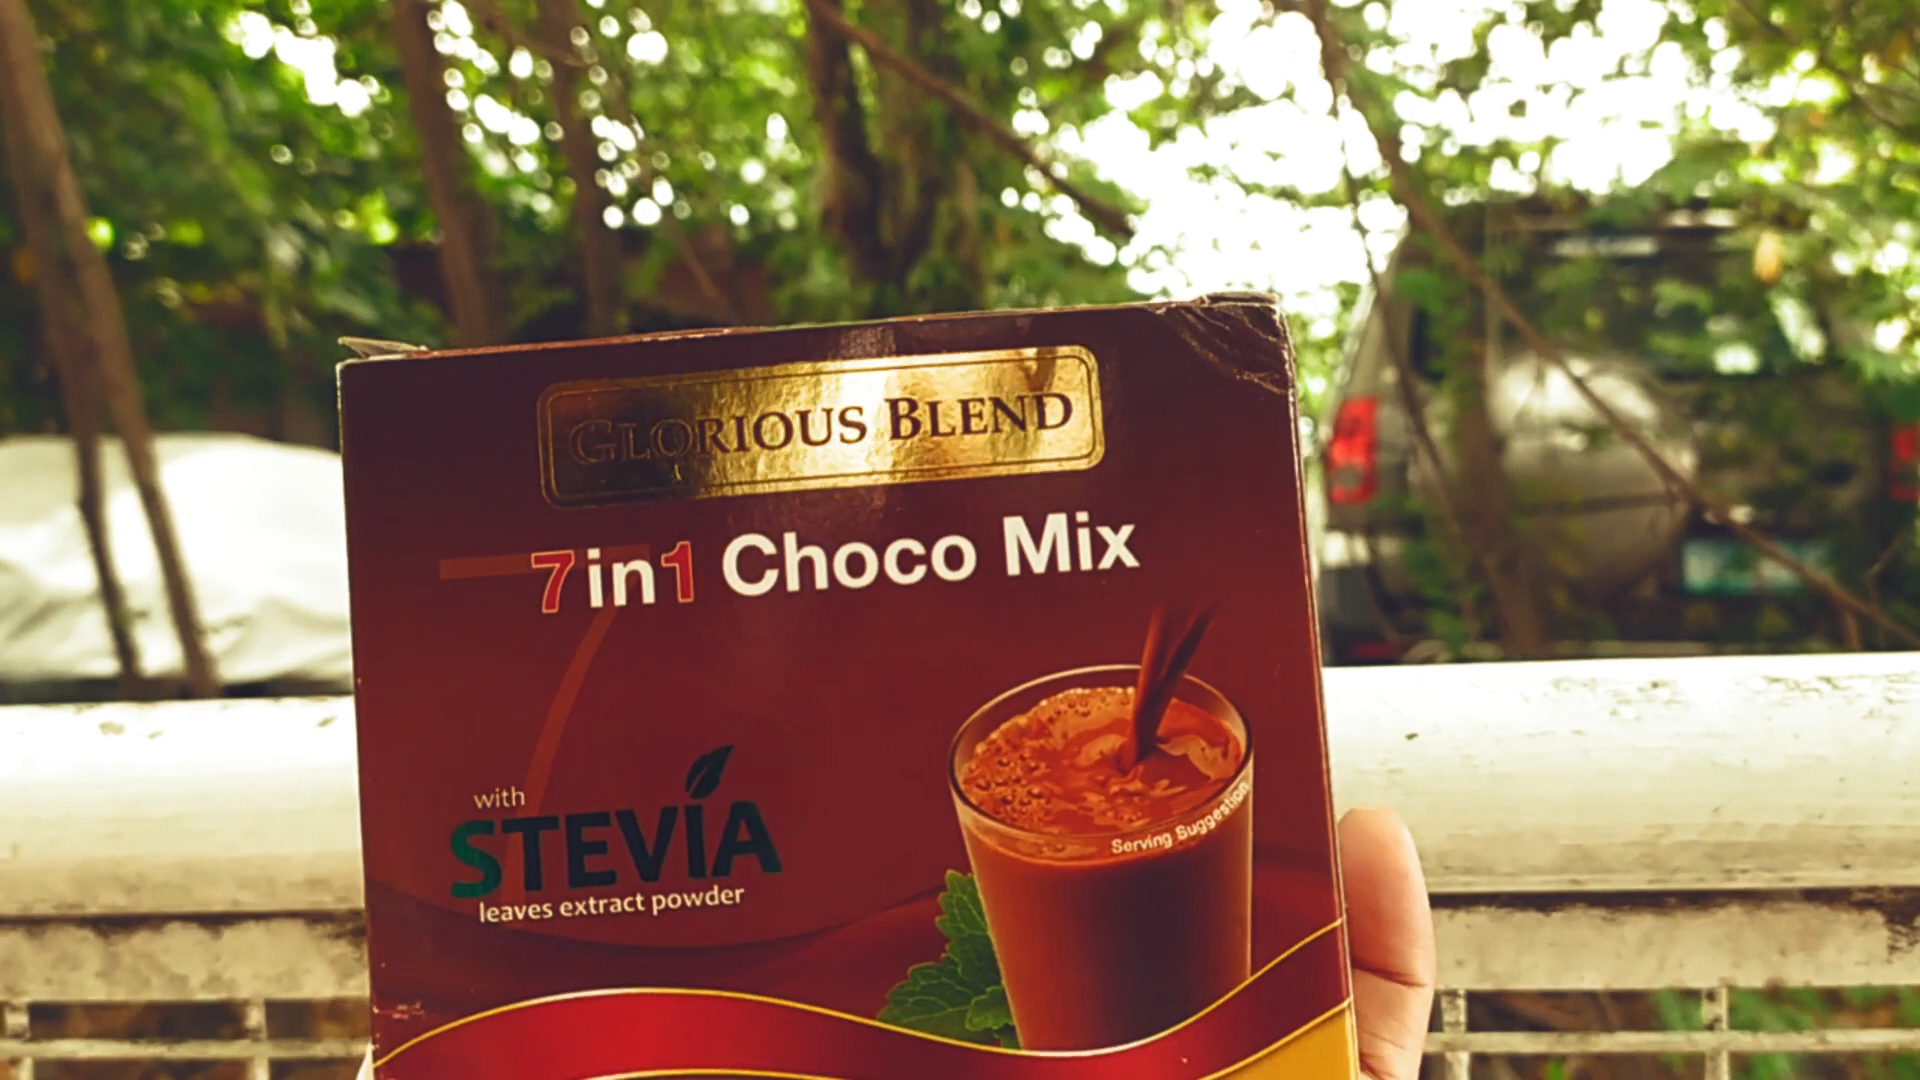 GLORIOUS BLEND
7in1 Choco Mix
with
STEVIA
leaves extract powder
Serving Suggestion